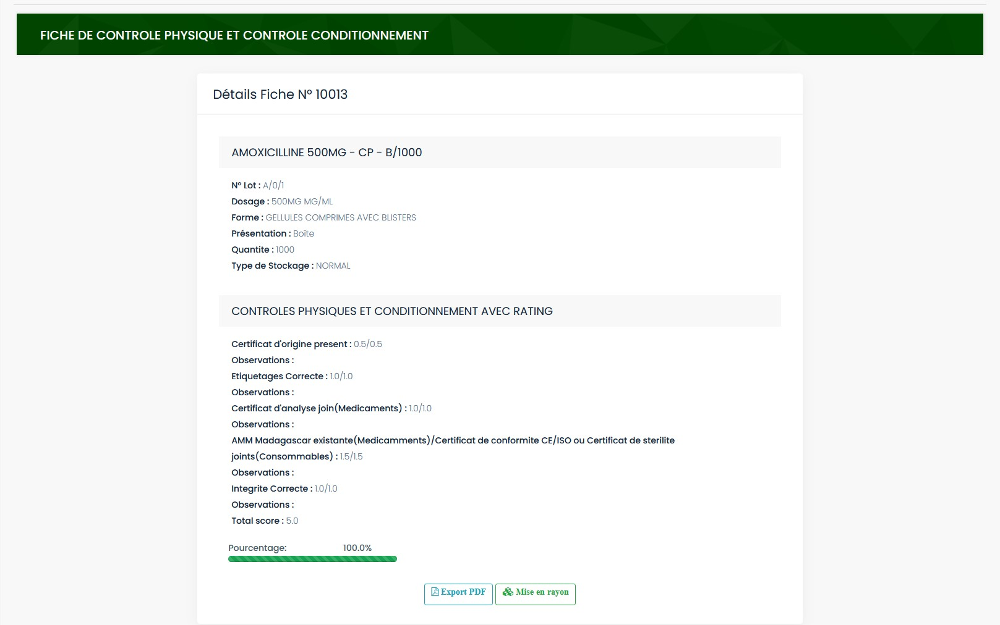 FICHE DE CONTROLE PHYSIQUE ET CONTROLE CONDITIONNEMENT
Détails Fiche N° 10013
AMOXICILLINE 500MG - CP - B/1000
N° Lot : A/0/1
Dosage : 500MG MG/ML
Forme : GELLULES COMPRIMES AVEC BLISTERS
Présentation : Boîte
Quantite : 1000
Type de Stockage : NORMAL
CONTROLES PHYSIQUES ET CONDITIONNEMENT AVEC RATING
Certificat d'origine present : 0.5/0.5
Observations :
Etiquetages Correcte : 1.0/1.0
Observations :
Certificat d'analyse join(Medicaments) : 1.0/1.0
Observations :
AMM Madagascar existante(Medicamments)/Certificat de conformite CE/ISO ou Certificat de sterilite
joints(Consommables) : 1.5/1.5
Observations :
Integrite Correcte : 1.0/1.0
Observations :
Total score : 5.0
Pourcentage: 100.0%
Export PDF Mise en rayon